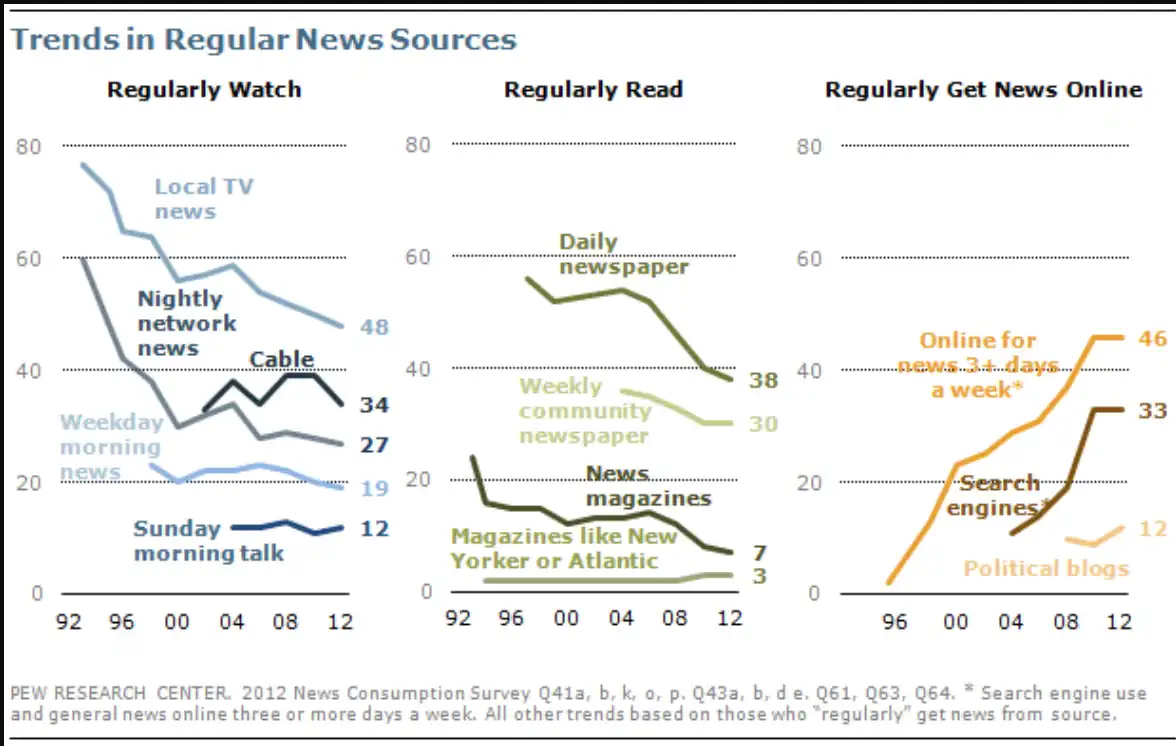 Trends in Regular News Sources
Regularly Watch
80
60
40
20
0
92 96 00 04 08 12
Local TV
news
Nightly
network
news
Cable
Weekday
morning
news
Sunday
morning talk
48
34
27
19
12
Regularly Read
80
60
40
20
0
92 96 00 04 08 12
Daily
newspaper
Weekly
community
newspaper
News
magazines
Magazines like New
Yorker or Atlantic
38
30
7
3
Regularly Get News Online
80
60
40
20
0
96 00 04 08 12
Online for
news 3+ days
a week*
Search
engines*
Political blogs
46
33
12
PEW RESEARCH CENTER. 2012 News Consumption Survey Q41a, b, k, o, p. Q43a, b, d e. Q61, Q63, Q64. * Search engine use
and general news online three or more days a week. All other trends based on those who “regularly” get news from source.